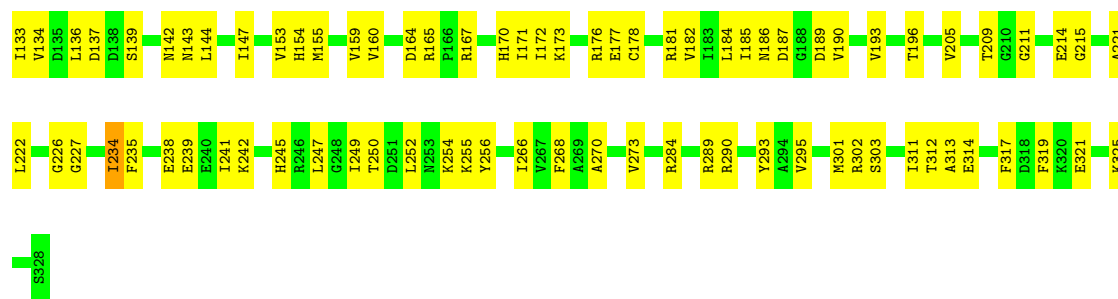 I133 V134 D135 L136 D137 D138 S139 N142 N143 L144 I147 V153 H154 M155 V159 V160 D164 R165 P166 R167 H170 I171 I172 K173 R176 E177 C178 R181 V182 I183 L184 I185 N186 D187 G188 D189 V190 V193 T196 V205 T209 G210 G211 E214 G215 A221
L222 G226 G227 I234 F235 E238 E239 E240 I241 K242 H245 R246 L247 G248 I249 T250 D251 L252 N253 K254 K255 Y256 I266 V267 F268 A269 A270 V273 R284 R289 R290 Y293 A294 V295 M301 R302 S303 I311 T312 A313 E314 F317 D318 F319 K320 E321 K325
S328